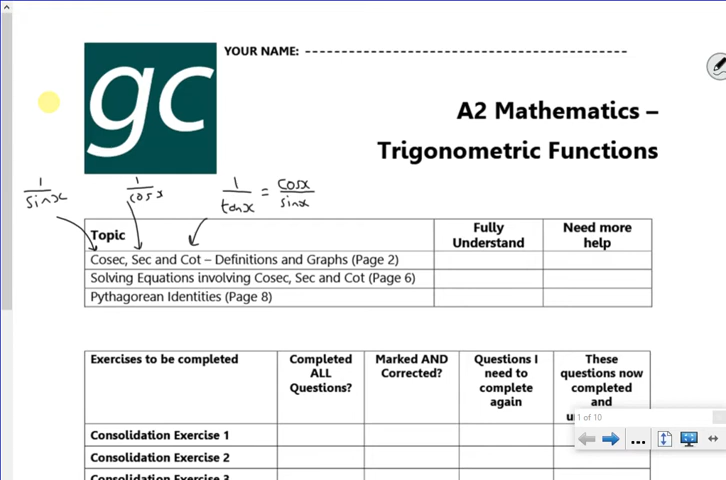 YOUR NAME:
gc
A2 Mathematics –
Trigonometric Functions
1/sinx
1/cosx
1/tanx = cosx/sinx
Topic Fully Understand Need more help
Cosec, Sec and Cot – Definitions and Graphs (Page 2)
Solving Equations involving Cosec, Sec and Cot (Page 6)
Pythagorean Identities (Page 8)
Exercises to be completed Completed ALL Questions? Marked AND Corrected? Questions I need to complete again These questions now completed and
1 of 10
Consolidation Exercise 1
Consolidation Exercise 2
Consolidation Exercise 3